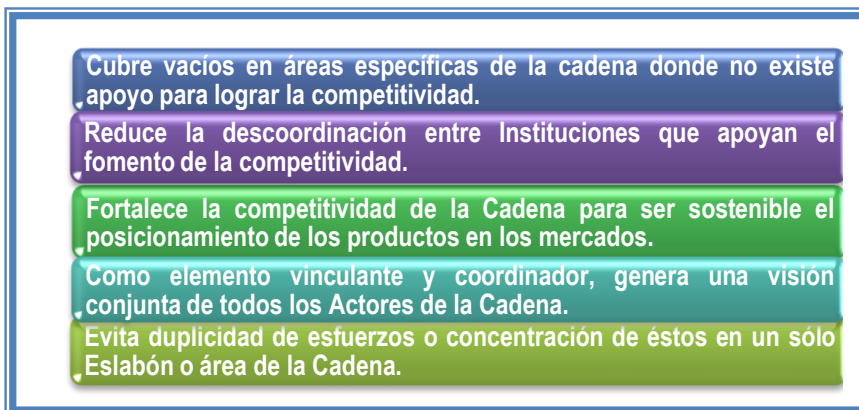 Cubre vacíos en áreas específicas de la cadena donde no existe
apoyo para lograr la competitividad.
Reduce la descoordinación entre Instituciones que apoyan el
fomento de la competitividad.
Fortalece la competitividad de la Cadena para ser sostenible el
posicionamiento de los productos en los mercados.
Como elemento vinculante y coordinador, genera una visión
conjunta de todos los Actores de la Cadena.
Evita duplicidad de esfuerzos o concentración de éstos en un sólo
Eslabón o área de la Cadena.